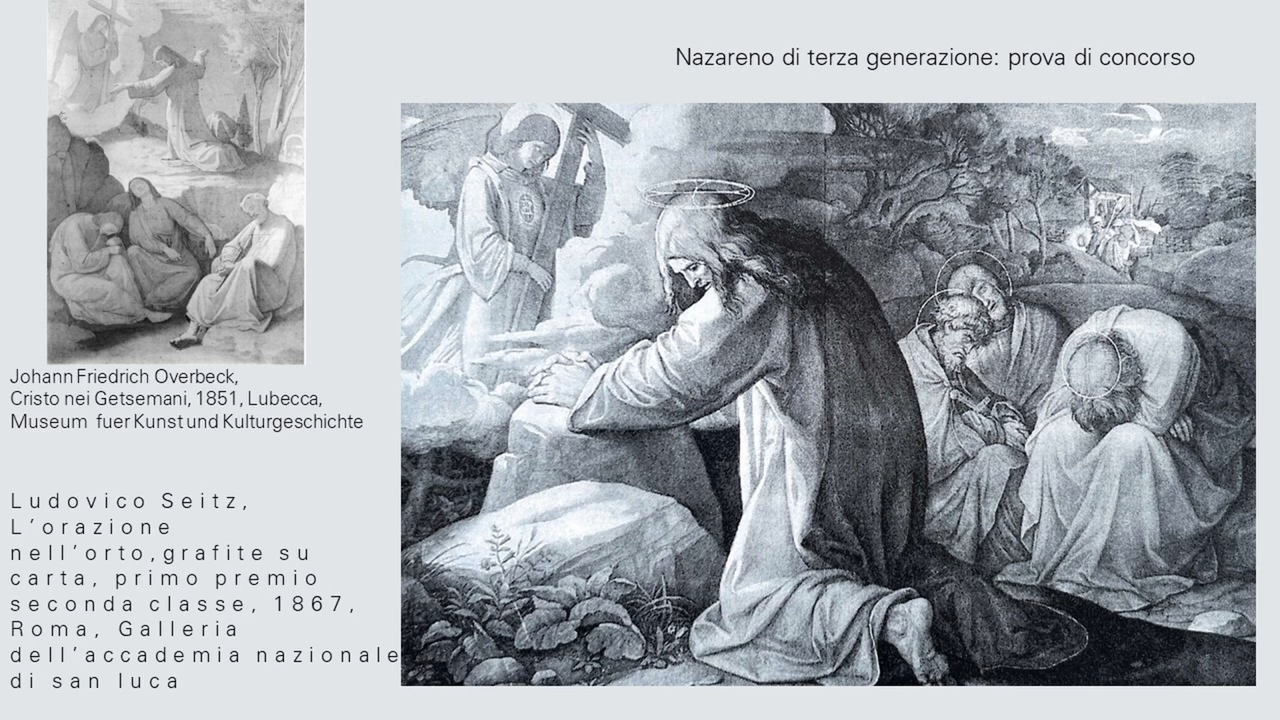 Nazareno di terza generazione: prova di concorso
Johann Friedrich Overbeck,
Cristo nei Getsemani, 1851, Lubecca,
Museum fuer Kunst und Kulturgeschichte
Ludovico Seitz,
L'orazione
nell'orto,grafite su
carta, primo premio
seconda classe, 1867,
Roma, Galleria
dell'accademia nazionale
di san luca